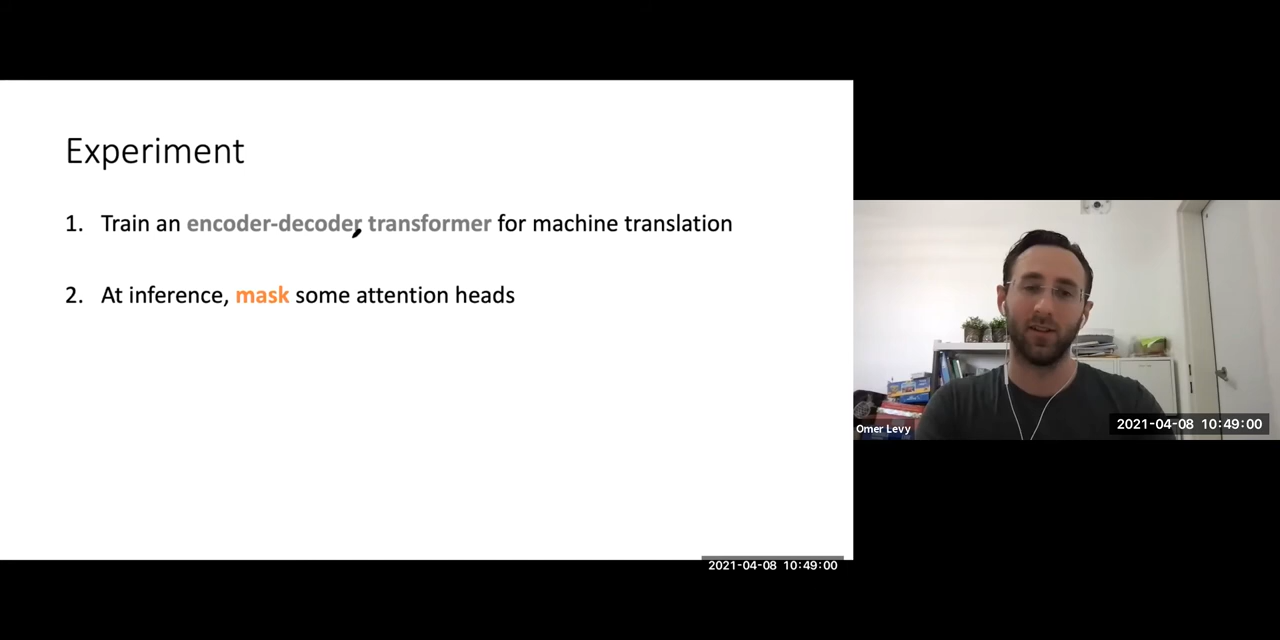 Experiment
1. Train an encoder-decoder transformer for machine translation
2. At inference, mask some attention heads
Omer Levy
2021-04-08 10:49:00
2021-04-08 10:49:00